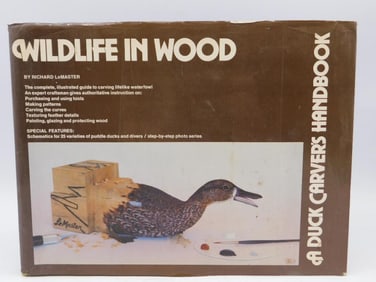 WILDLIFE IN WOOD
BY RICHARD LeMASTER
The complete, illustrated guide to carving lifelike waterfowl
An expert craftsman gives authoritative instruction on:
Purchasing and using tools
Making patterns
Carving the curves
Texturing feather details
Painting, glazing and protecting wood
SPECIAL FEATURES:
Schematics for 25 varieties of puddle ducks and divers / step-by-step photo series
A DUCK CARVERS HANDBOOK
LeMaster